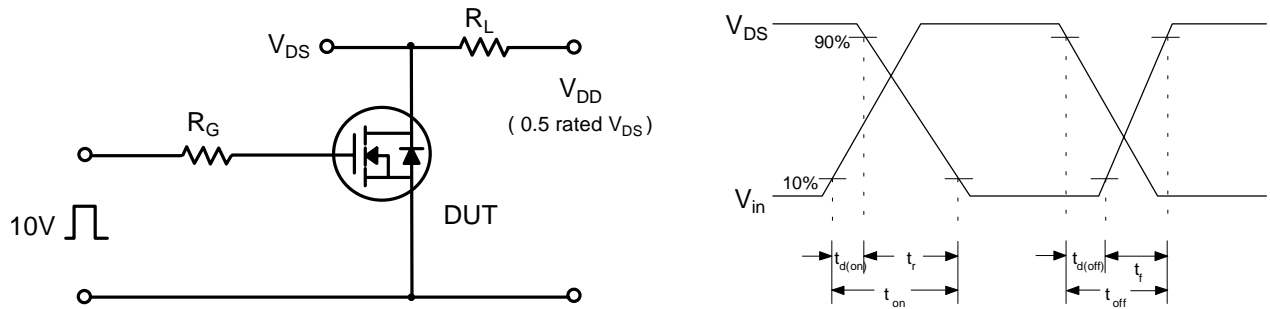 R_L
V_DS
V_DD
( 0.5 rated V_DS )
R_G
DUT
10V
V_DS
90%
10%
V_in
t_d(on)
t_r
t_on
t_d(off)
t_f
t_off